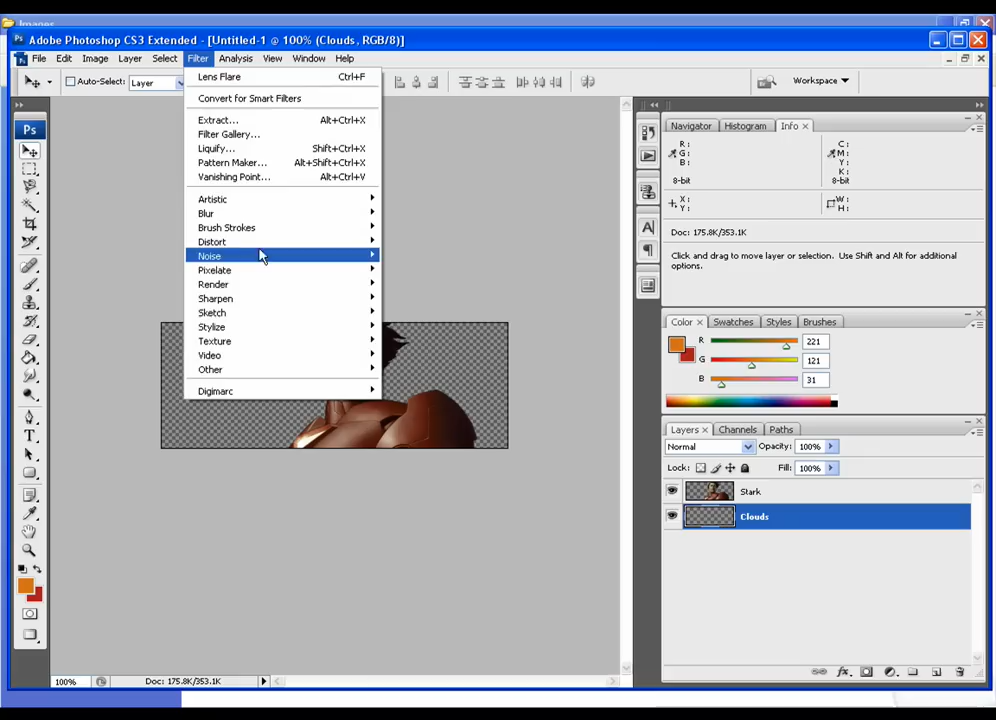 Images
Adobe Photoshop CS3 Extended - [Untitled-1 @ 100% (Clouds, RGB/8)]
File Edit Image Layer Select Filter Analysis View Window Help
Auto-Select: Layer Workspace
Lens Flare Ctrl+F
Convert for Smart Filters
Extract... Alt+Ctrl+X
Filter Gallery...
Liquify... Shift+Ctrl+X
Pattern Maker... Alt+Shift+Ctrl+X
Vanishing Point... Alt+Ctrl+V
Artistic
Blur
Brush Strokes
Distort
Noise
Pixelate
Render
Sharpen
Sketch
Stylize
Texture
Video
Other
Digimarc
Ps
T
100% Doc: 175.8K/353.1K
A
Navigator Histogram Info x
R: C:
G: M:
B: Y:
K:
8-bit 8-bit
X: W:
Y: H:
Doc: 175.8K/353.1K
Click and drag to move layer or selection. Use Shift and Alt for additional
options.
Color x Swatches Styles Brushes
R 221
G 121
B 31
Layers x Channels Paths
Normal Opacity: 100%
Lock: Fill: 100%
Stark
Clouds
fx